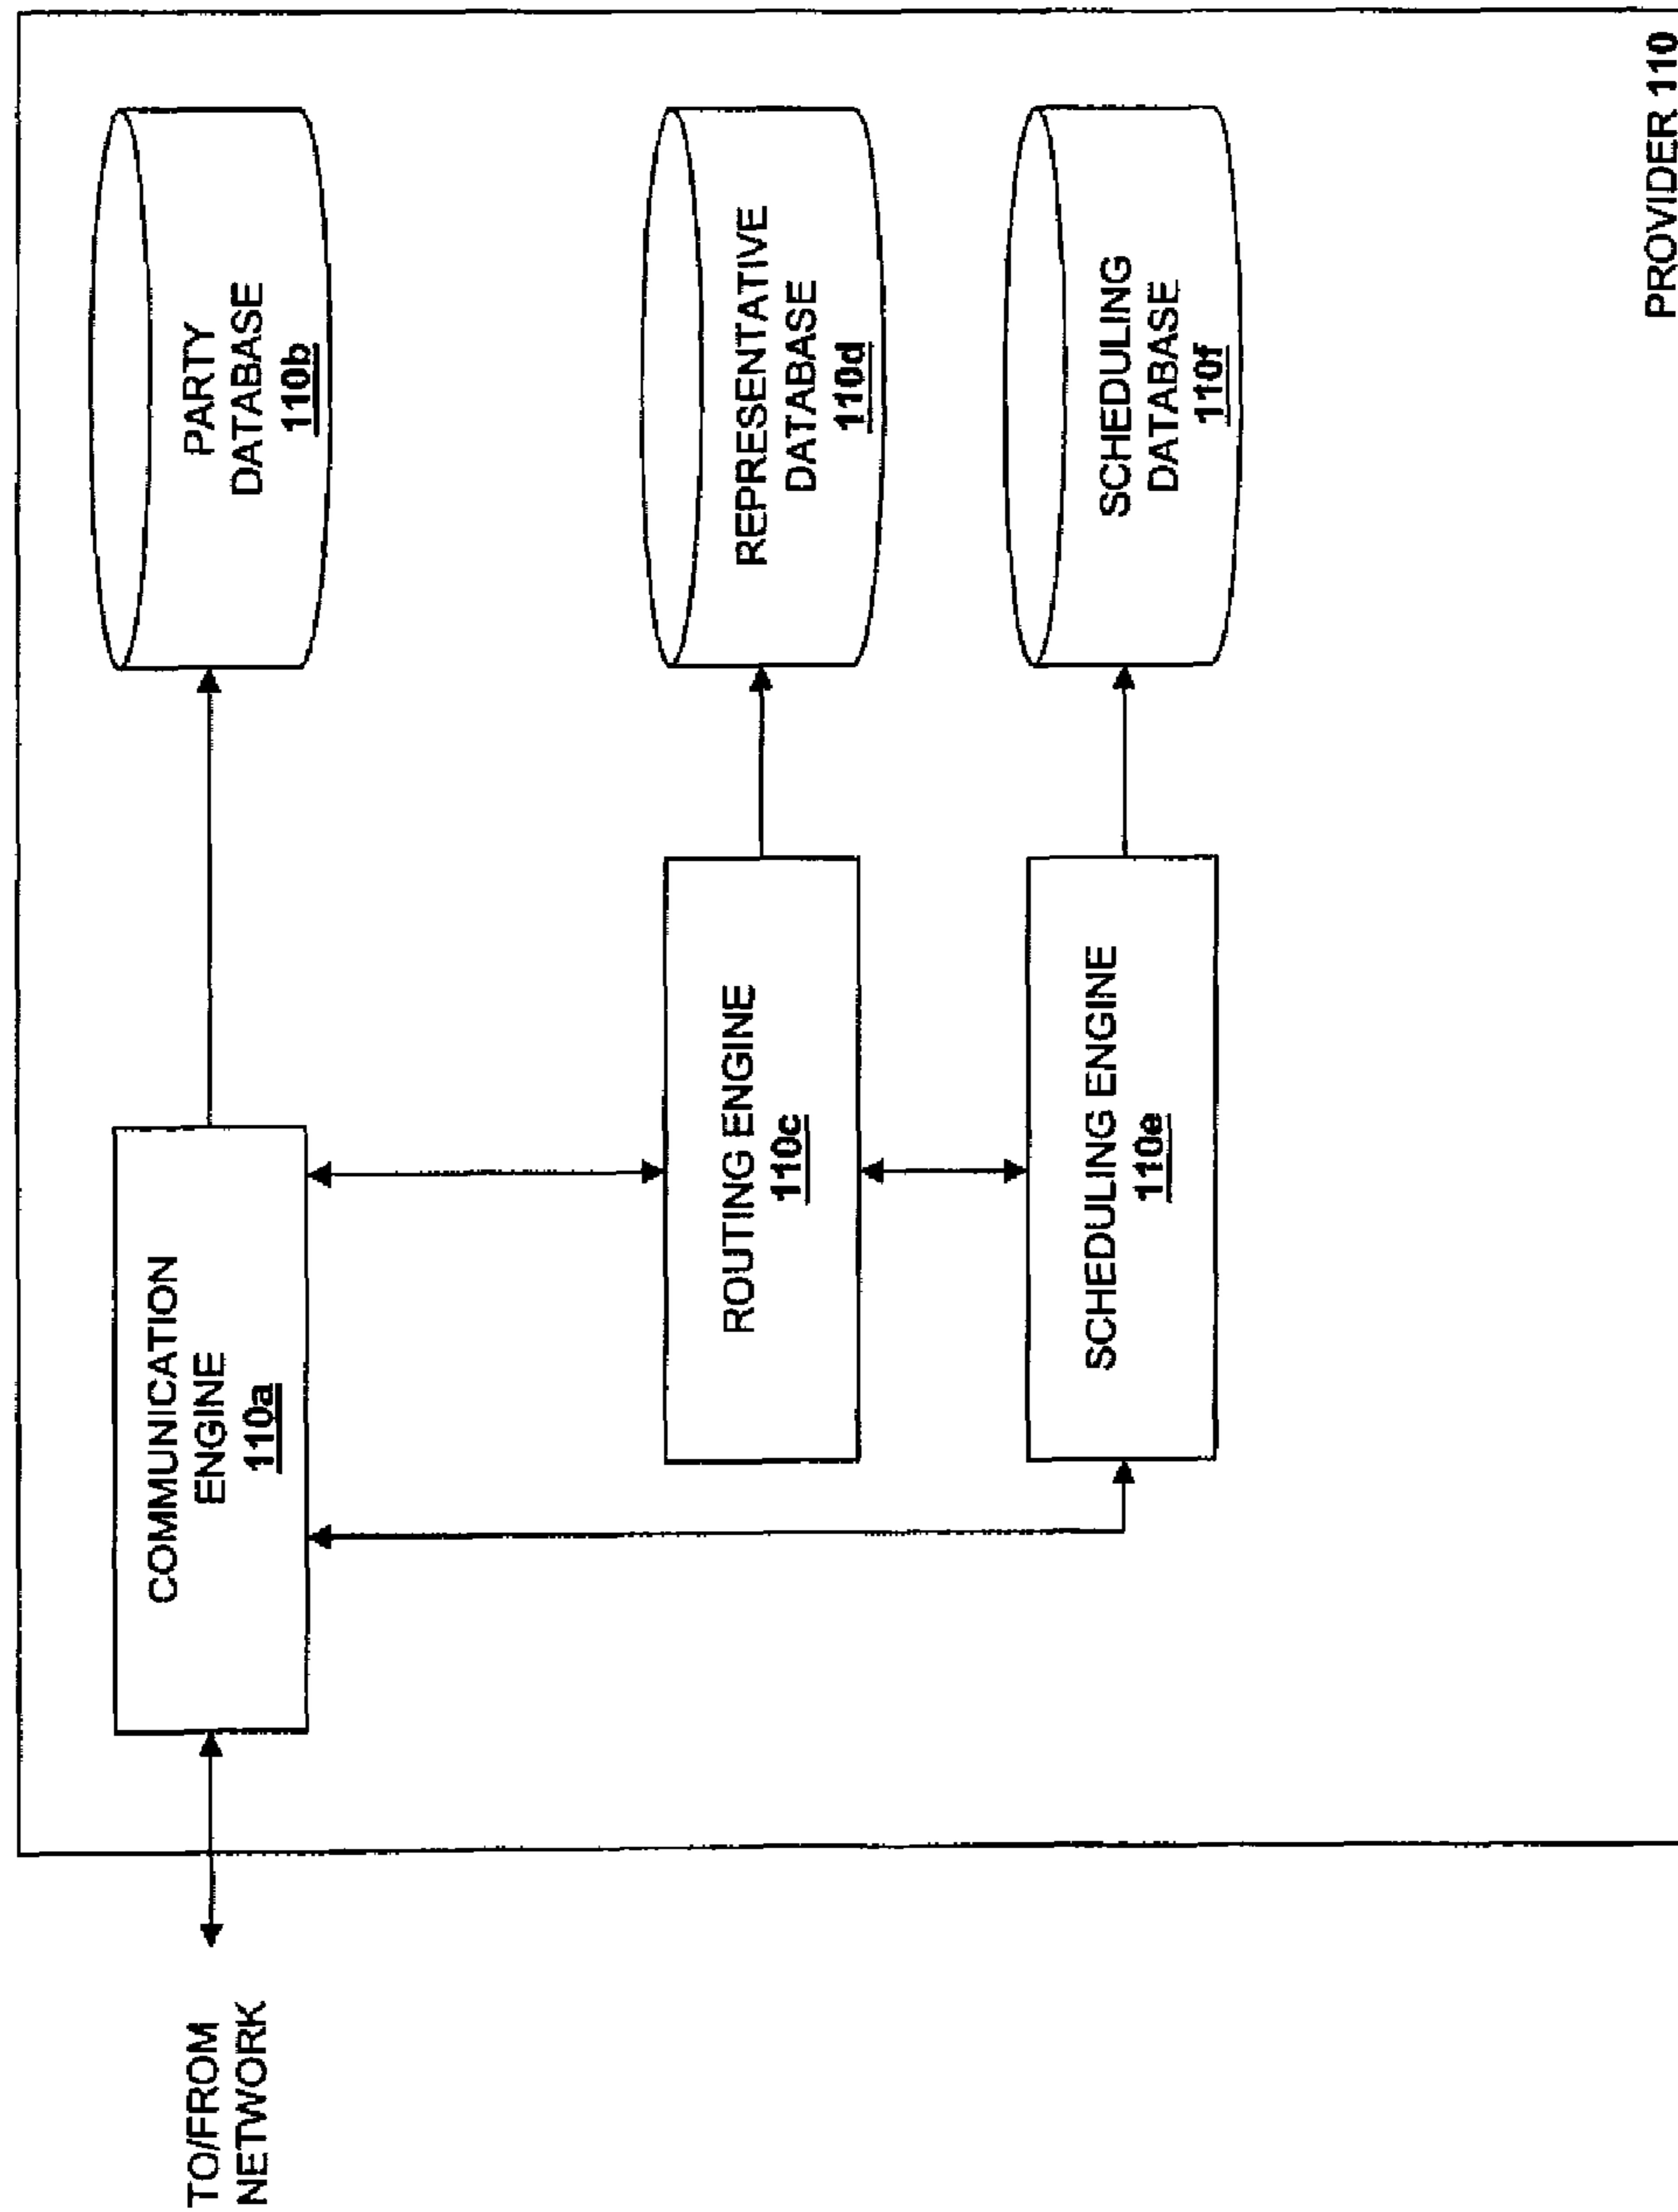 TO/FROM
NETWORK
COMMUNICATION
ENGINE
110a
PARTY
DATABASE
110b
ROUTING ENGINE
110c
REPRESENTATIVE
DATABASE
110d
SCHEDULING ENGINE
110e
SCHEDULING
DATABASE
110f
PROVIDER 110